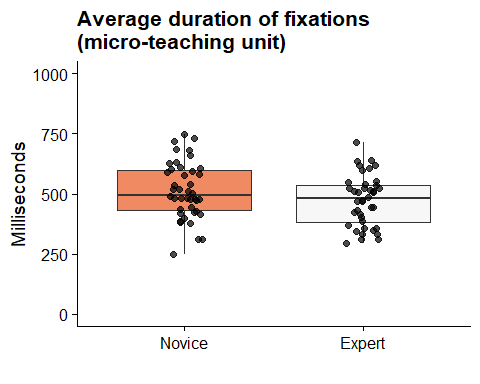 Average duration of fixations
(micro-teaching unit)
1000
750
500
250
0
Milliseconds
Novice
Expert